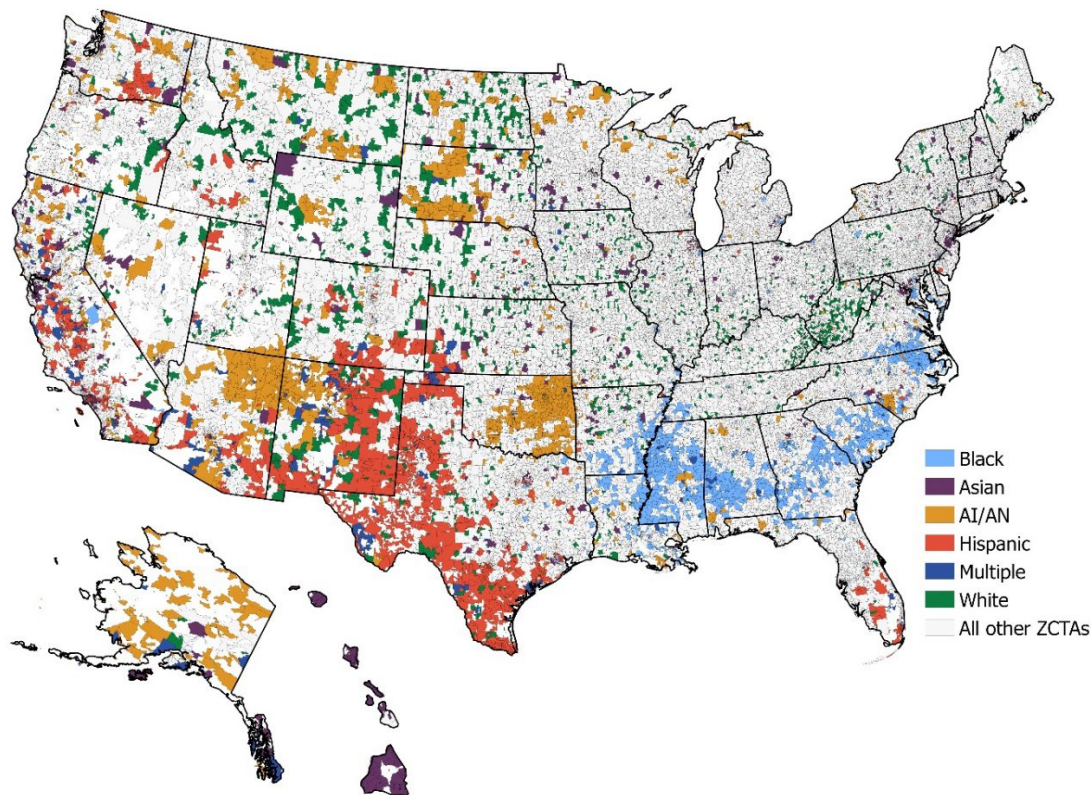 Black
Asian
AI/AN
Hispanic
Multiple
White
All other ZCTAs